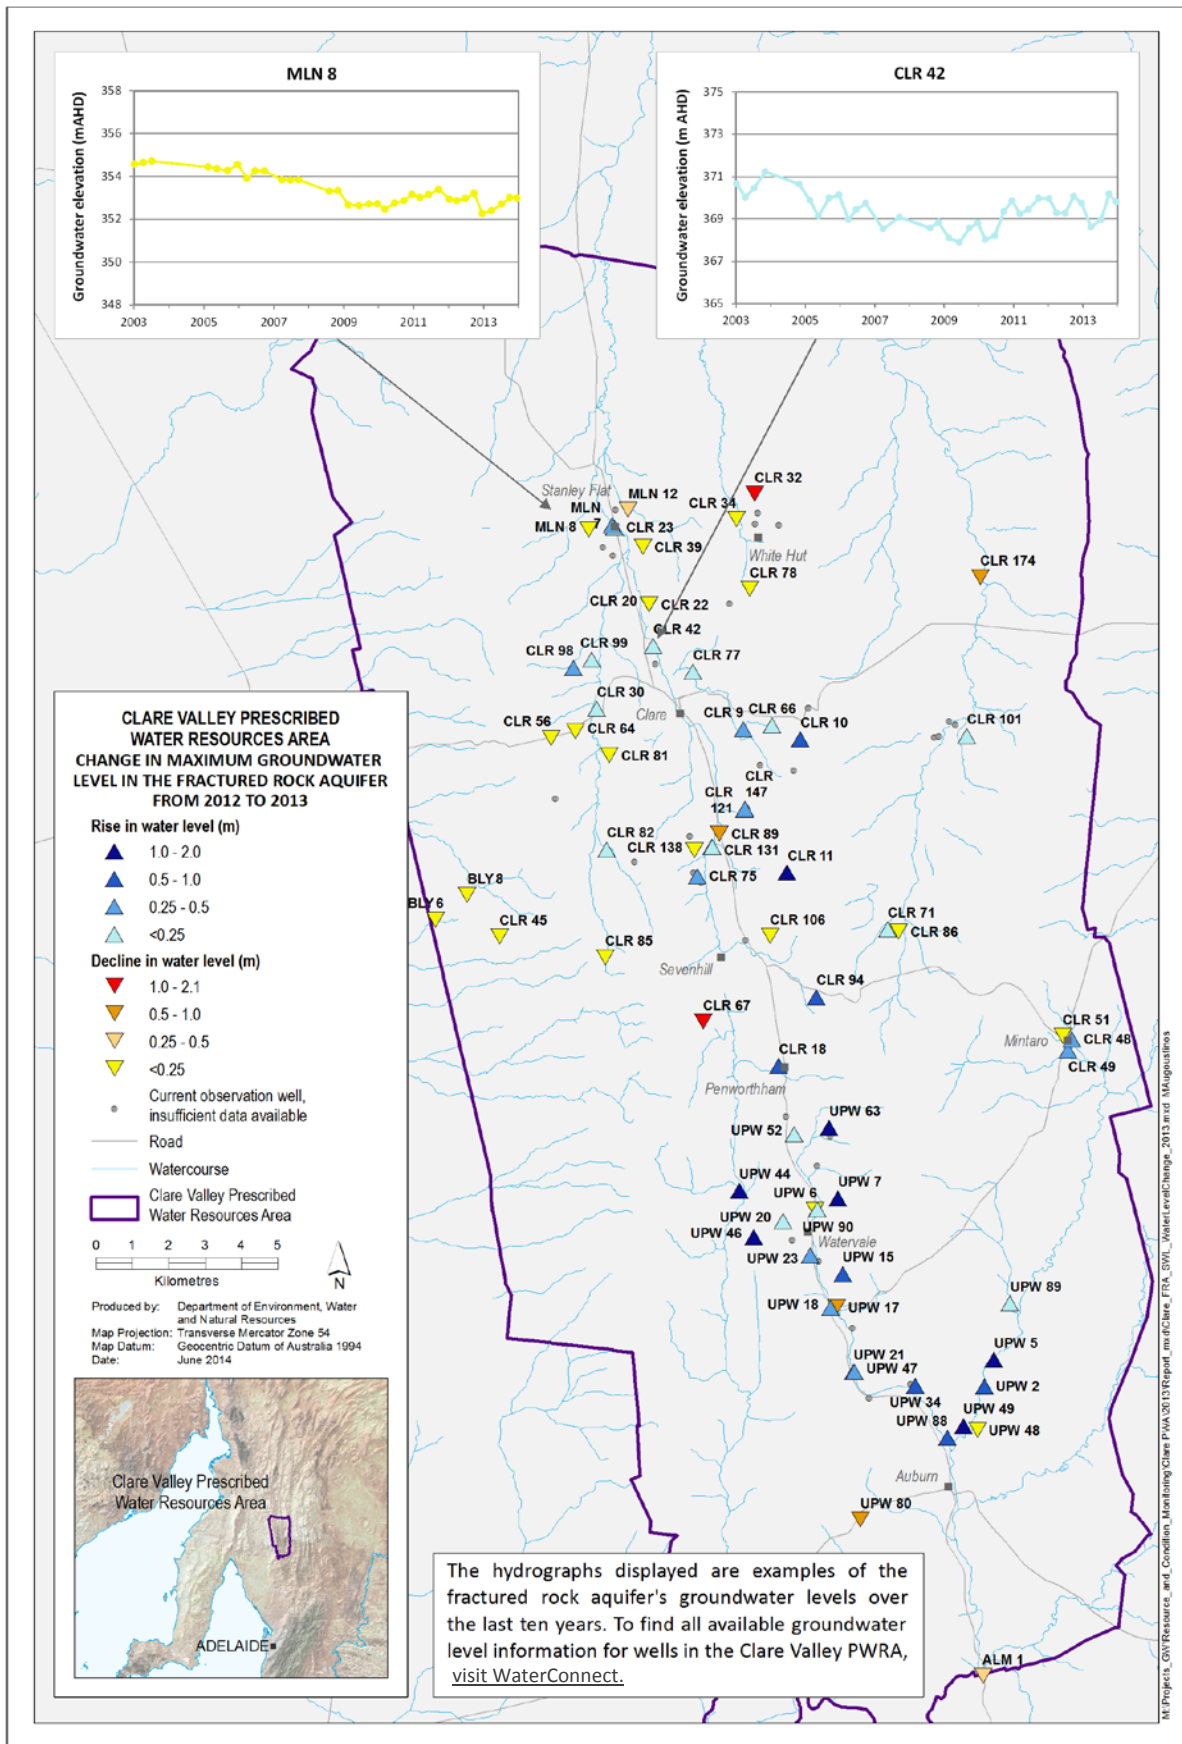 MLN 8
Groundwater elevation (mAHD)
358
356
354
352
350
348
2003
2005
2007
2009
2011
2013
CLR 42
Groundwater elevation (m AHD)
375
373
371
369
367
365
2003
2005
2007
2009
2011
2013
CLR 32
Stanley Flat
MLN 12
CLR 34
MLN
7
MLN 8
CLR 23
CLR 39
White Hut
CLR 174
CLR 78
CLR 20
CLR 22
CLR 42
CLR 99
CLR 98
CLR 77
CLR 30
Clare
CLR 9
CLR 66
CLR 10
CLR 101
CLR 56
CLR 64
CLR 81
CLR
147
CLR
121
CLR 82
CLR 89
CLR 138
CLR 131
CLR 11
CLR 75
BLY 8
BLY 6
CLR 45
CLR 106
CLR 71
CLR 86
CLR 85
Sevenhill
CLR 94
CLR 67
CLR 51
Mintaro
CLR 48
CLR 49
CLR 18
Penworthham
UPW 63
UPW 52
UPW 44
UPW 7
UPW 6
UPW 20
UPW 90
UPW 46
Watervale
UPW 23
UPW 15
UPW 89
UPW 18
UPW 17
UPW 5
UPW 21
UPW 47
UPW 2
UPW 34
UPW 49
UPW 88
UPW 48
Auburn
UPW 80
ALM 1
CLARE VALLEY PRESCRIBED
WATER RESOURCES AREA
CHANGE IN MAXIMUM GROUNDWATER
LEVEL IN THE FRACTURED ROCK AQUIFER
FROM 2012 TO 2013
Rise in water level (m)
1.0 - 2.0
0.5 - 1.0
0.25 - 0.5
<0.25
Decline in water level (m)
1.0 - 2.1
0.5 - 1.0
0.25 - 0.5
<0.25
Current observation well,
insufficient data available
Road
Watercourse
Clare Valley Prescribed
Water Resources Area
0 1 2 3 4 5
Kilometres
N
Produced by: Department of Environment, Water
and Natural Resources
Map Projection: Transverse Mercator Zone 54
Map Datum: Geocentric Datum of Australia 1994
Date: June 2014
Clare Valley Prescribed
Water Resources Area
ADELAIDE
The hydrographs displayed are examples of the
fractured rock aquifer's groundwater levels over
the last ten years. To find all available groundwater
level information for wells in the Clare Valley PWRA,
visit WaterConnect.
M:\Projects_GW\Resource_and_Condition_Monitoring\Clare PWA\2013\Report_mxd\Clare_FRA_SWL_WaterLevelChange_2013.mxd MAugoustinos